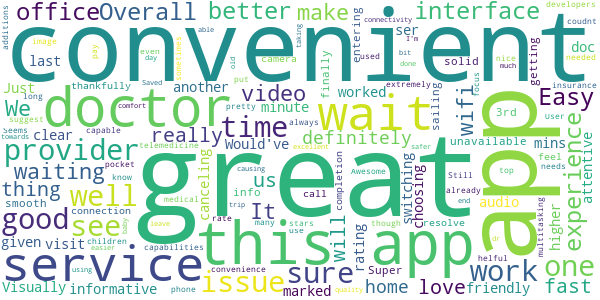 convenient
great
app
app
this
doctor
service
wait
provider
good
see
issue
sure
time
well
office
Overall
better
make
interface
Easy
experience
one
fast
work
wifi
video
minute
worked
really
definitely
Would've
waiting
thing
We
Just
last
another
clear
thankfully
finally
entering
ser
solid
doc
needed
getting
3rd
sailing
unavailable
mins
attentive
feel
smooth
connection
given
visit
Visually
informative
info
marked
canceling
us
It
will
rating
home
love
friendly
Super
call
completion
audio
switching
choosing
resolve
higher
multitasking
connectivity
used
I'm
bit
done
able
taking
camera
nice
much
developers
coudnt
insurance
user
needs
additions
image
pay
even
day
sometimes
old
put
Saved
comfort
pretty
always
extremely
focus
long
suggest
Seems
towards
capable
pocket
know
children
easier
using
phone
convenience
capabilities
medical
leave
telemedicine
rate
trip
causing
excellent
Awesome
many
stars
use
though
quality
Still
already
end
safer
top
helful